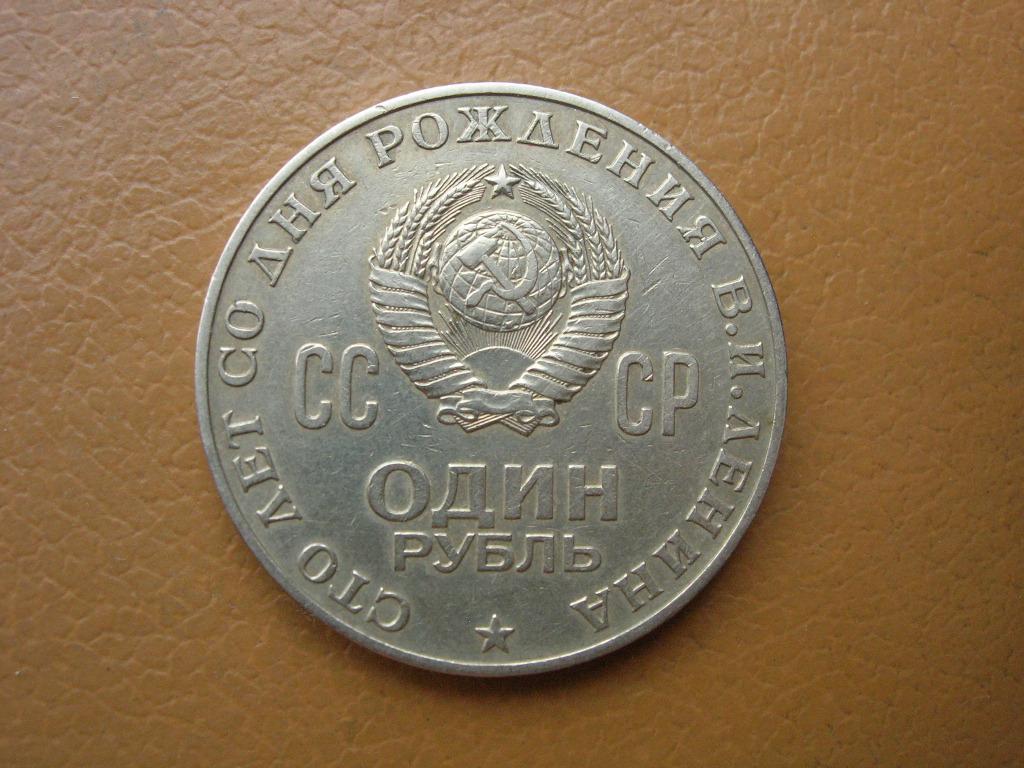 СТО ЛЕТ СО ДНЯ РОЖДЕНИЯ В.И.ЛЕНИНА
СС СР
ОДИН
РУБЛЬ